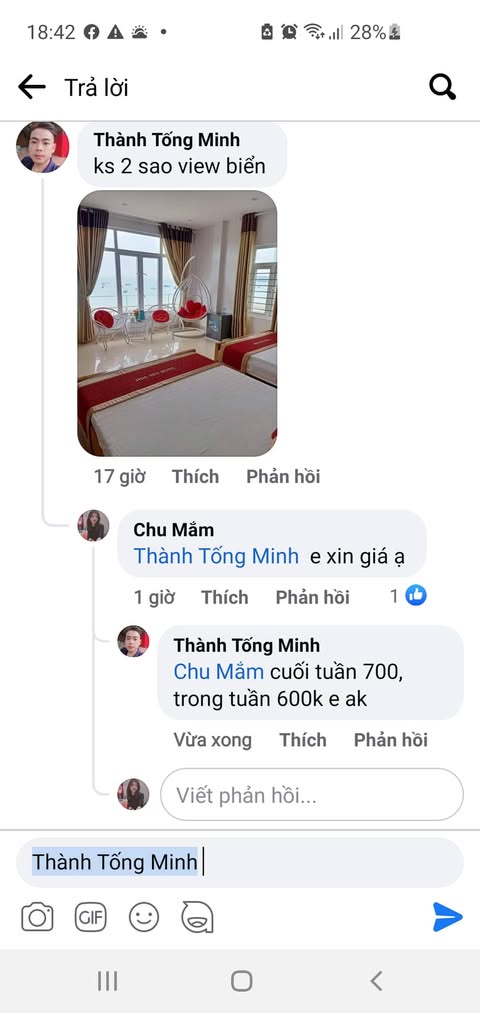 18:42
28%
Trả lời
Thành Tống Minh
ks 2 sao view biển
17 giờ Thích Phản hồi
Chu Mắm
Thành Tống Minh e xin giá ạ
1 giờ Thích Phản hồi 1
Thành Tống Minh
Chu Mắm cuối tuần 700,
trong tuần 600k e ak
Vừa xong Thích Phản hồi
Viết phản hồi...
Thành Tống Minh
GIF